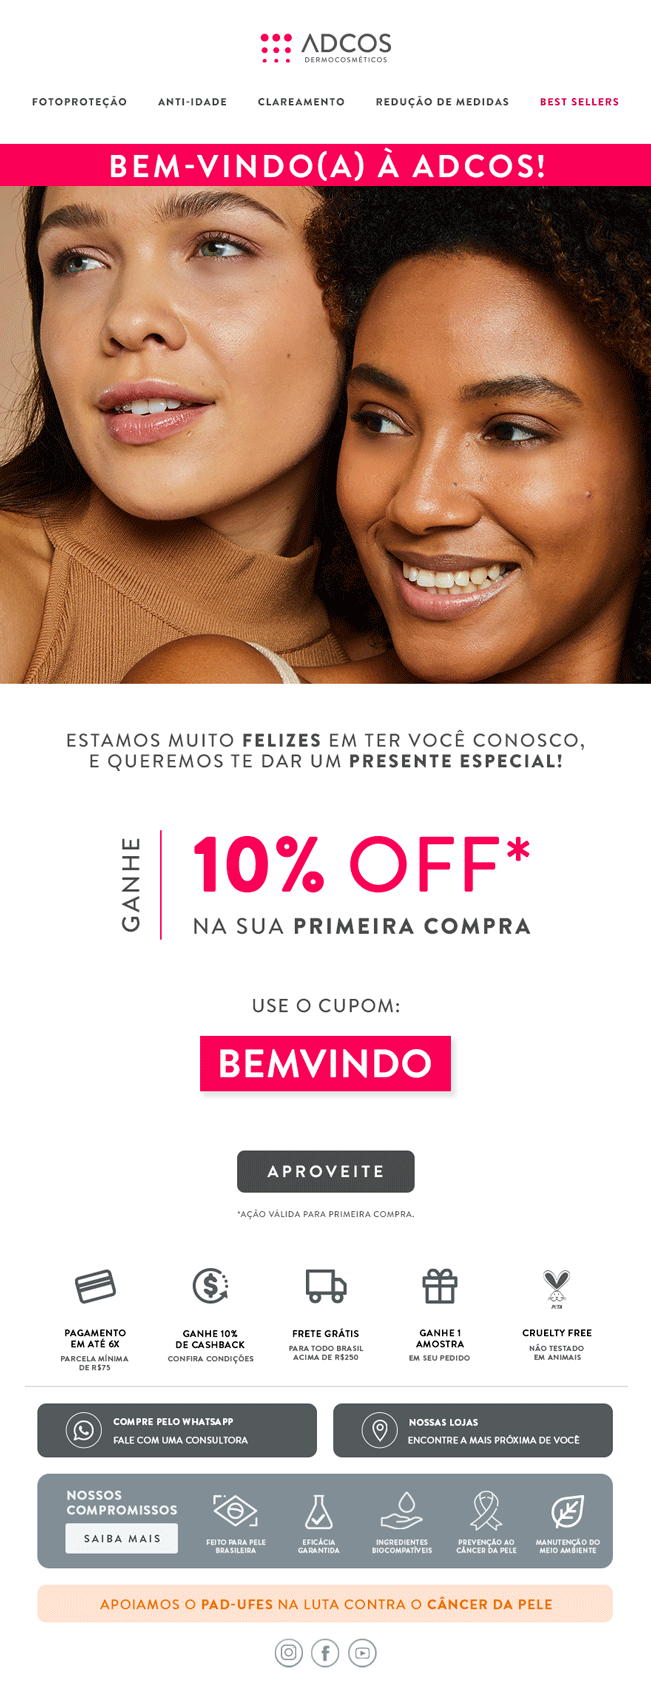 ADCOS
DERMOCOSMÉTICOS
FOTOPROTEÇÃO ANTI-IDADE CLAREAMENTO REDUÇÃO DE MEDIDAS BEST SELLERS
BEM-VINDO(A) À ADCOS!
ESTAMOS MUITO FELIZES EM TER VOCÊ CONOSCO,
E QUEREMOS TE DAR UM PRESENTE ESPECIAL!
GANHE
10% OFF*
NA SUA PRIMEIRA COMPRA
USE O CUPOM:
BEMVINDO
APROVEITE
*AÇÃO VÁLIDA PARA PRIMEIRA COMPRA.
PAGAMENTO
EM ATÉ 6X
PARCELA MÍNIMA
DE R$75
GANHE 10%
DE CASHBACK
CONFIRA CONDIÇÕES
FRETE GRÁTIS
PARA TODO BRASIL
ACIMA DE R$250
GANHE 1
AMOSTRA
EM SEU PEDIDO
PETA
CRUELTY FREE
NÃO TESTADO
EM ANIMAIS
COMPRE PELO WHATSAPP
FALE COM UMA CONSULTORA
NOSSAS LOJAS
ENCONTRE A MAIS PRÓXIMA DE VOCÊ
NOSSOS
COMPROMISSOS
SAIBA MAIS
FEITO PARA PELE
BRASILEIRA
EFICÁCIA
GARANTIDA
INGREDIENTES
BIOCOMPATÍVEIS
PREVENÇÃO AO
CÂNCER DA PELE
MANUTENÇÃO DO
MEIO AMBIENTE
APOIAMOS O PAD-UFES NA LUTA CONTRA O CÂNCER DA PELE